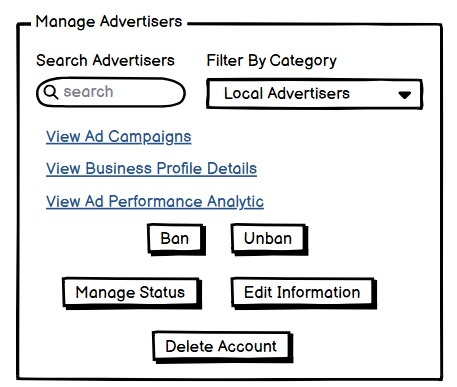 Manage Advertisers
Search Advertisers Filter By Category
search Local Advertisers
View Ad Campaigns
View Business Profile Details
View Ad Performance Analytic
Ban Unban
Manage Status Edit Information
Delete Account